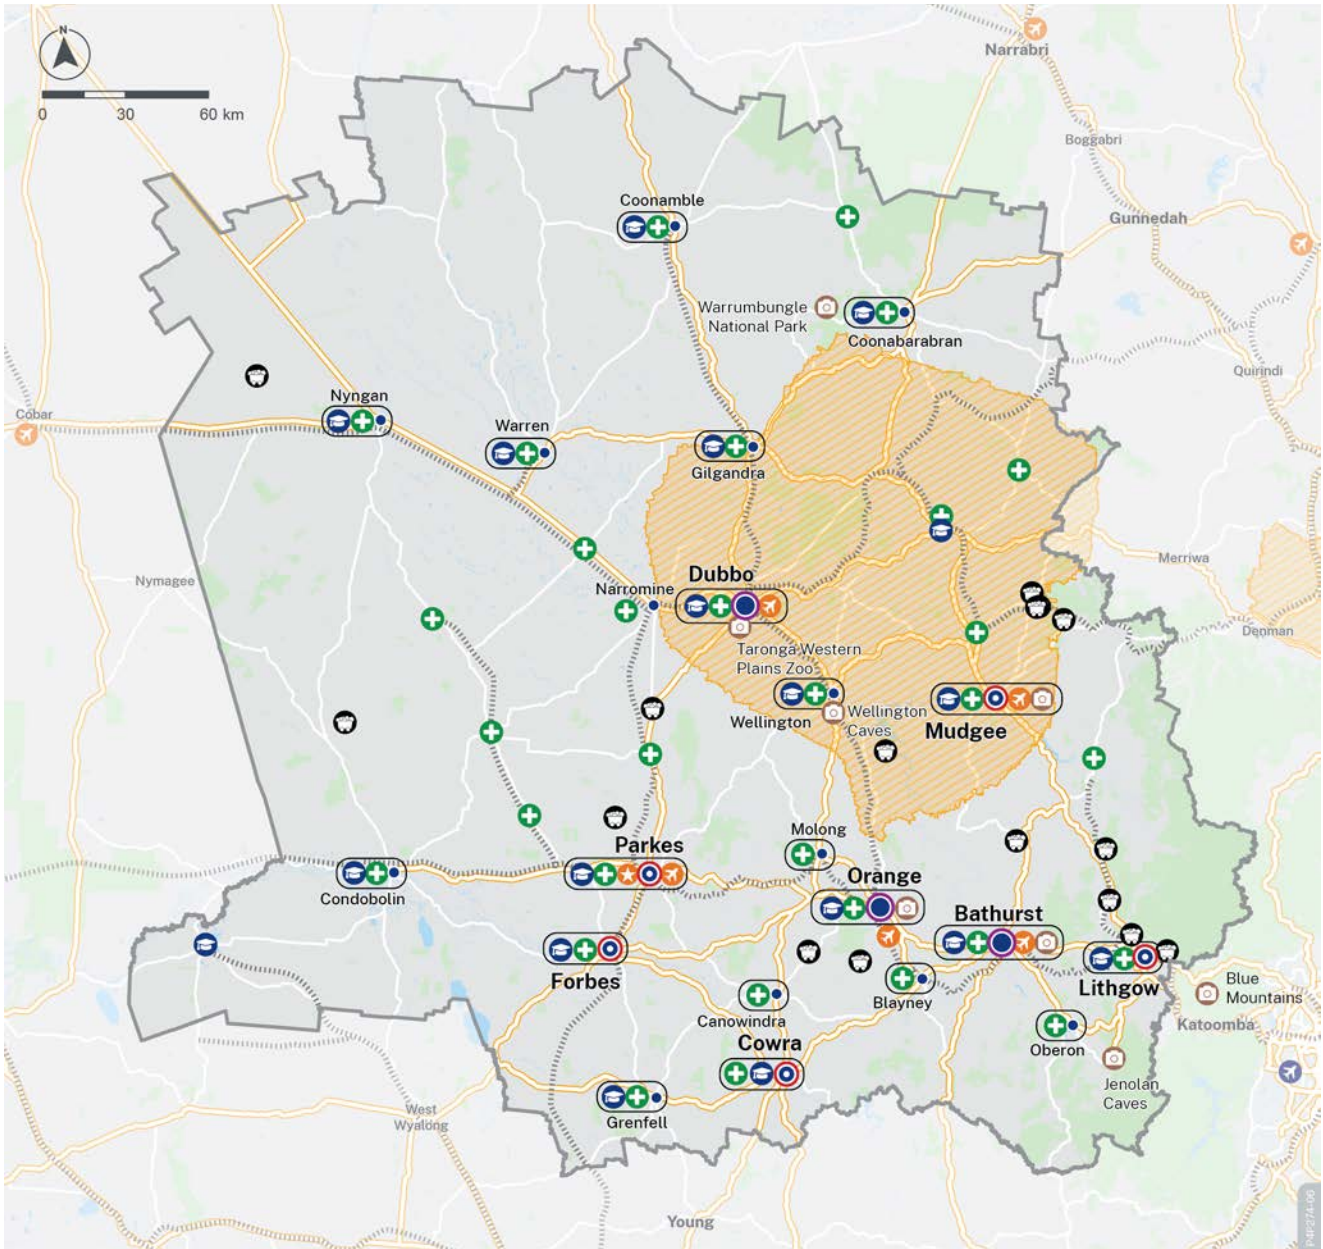 N
Narrabri
0 30 60 km
Boggabri
Coonamble
Gunnedah
Warrumbungle
National Park
Coonabarabran
Quirindi
Nyngan
Cobar
Warren
Gilgandra
Merriwa
Dubbo
Nymagee
Narromine
Denman
Taronga Western
Plains Zoo
Wellington
Wellington
Caves
Mudgee
Molong
Parkes
Orange
Condobolin
Bathurst
Forbes
Lithgow
Blayney
Blue
Mountains
Canowindra
Katoomba
Cowra
Oberon
Jenolan
Caves
West
Wyalong
Grenfell
Young
P4IF274-06